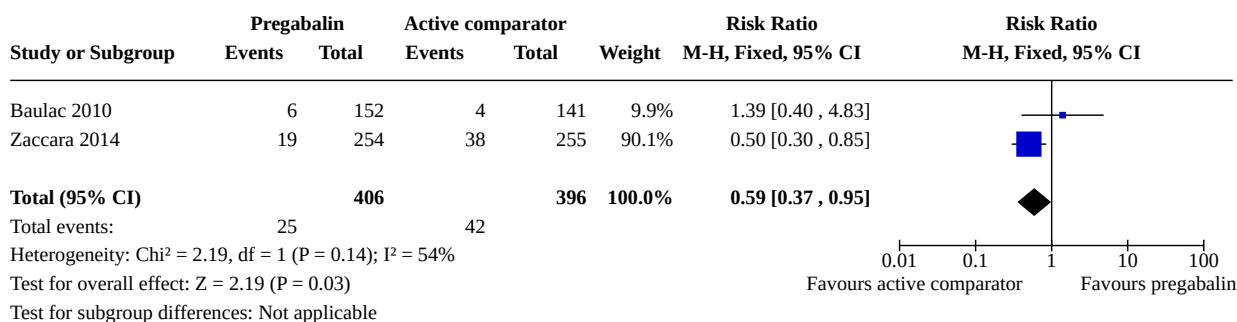 Pregabalin Active comparator Risk Ratio Risk Ratio
Study or Subgroup Events Total Events Total Weight M-H, Fixed, 95% CI M-H, Fixed, 95% CI
Baulac 2010 6 152 4 141 9.9% 1.39 [0.40 , 4.83]
Zaccara 2014 19 254 38 255 90.1% 0.50 [0.30 , 0.85]
Total (95% CI) 406 396 100.0% 0.59 [0.37 , 0.95]
Total events: 25 42
Heterogeneity: Chi² = 2.19, df = 1 (P = 0.14); I² = 54%
0.01 0.1 1 10 100
Test for overall effect: Z = 2.19 (P = 0.03) Favours active comparator Favours pregabalin
Test for subgroup differences: Not applicable